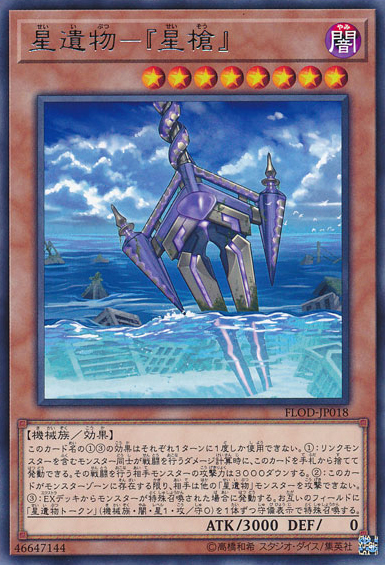 星遺物－『星槍』
闇
FLOD-JP018
【機械族／効果】
このカード名の①③の効果はそれぞれ1ターンに1度しか使用できない。①：リンクモ
ンスターを含むモンスター同士が戦闘を行うダメージ計算時に、このカードを手札から捨てて
発動できる。その戦闘を行う相手モンスターの攻撃力は3000ダウンする。②：このカー
ドがモンスターゾーンに存在する限り、相手は他の「星遺物」モンスターを攻撃できない。
③：EXデッキからモンスターが特殊召喚された場合に発動する。お互いのフィールドに
「星遺物トークン」（機械族・闇・星1・攻／守0）を1体ずつ守備表示で特殊召喚する。
ATK/3000 DEF/ 0
46647144
©高橋和希 スタジオ・ダイス/集英社